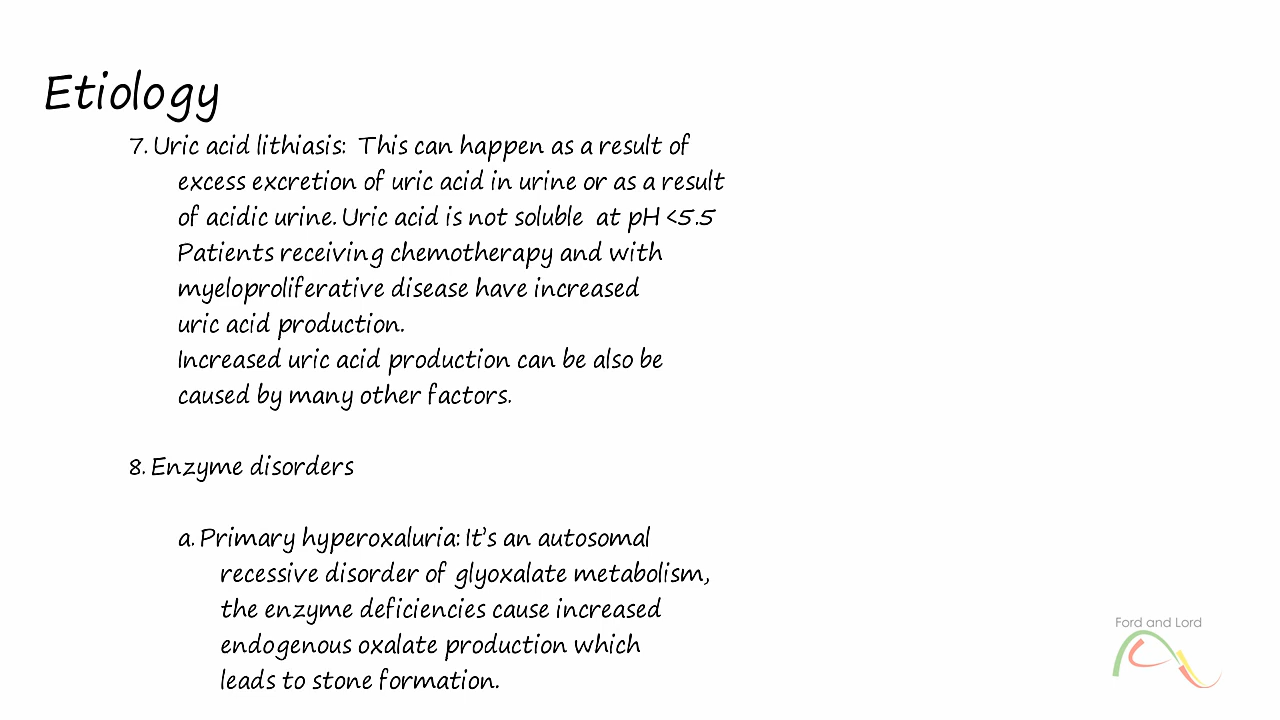 Etiology
7. Uric acid lithiasis:  This can happen as a result of
excess excretion of uric acid in urine or as a result
of acidic urine. Uric acid is not soluble  at pH <5.5
Patients receiving chemotherapy and with
myeloproliferative disease have increased
uric acid production.
Increased uric acid production can be also be
caused by many other factors.
8. Enzyme disorders
a. Primary hyperoxaluria: It's an autosomal
recessive disorder of glyoxalate metabolism,
the enzyme deficiencies cause increased
endogenous oxalate production which
leads to stone formation.
Ford and Lord